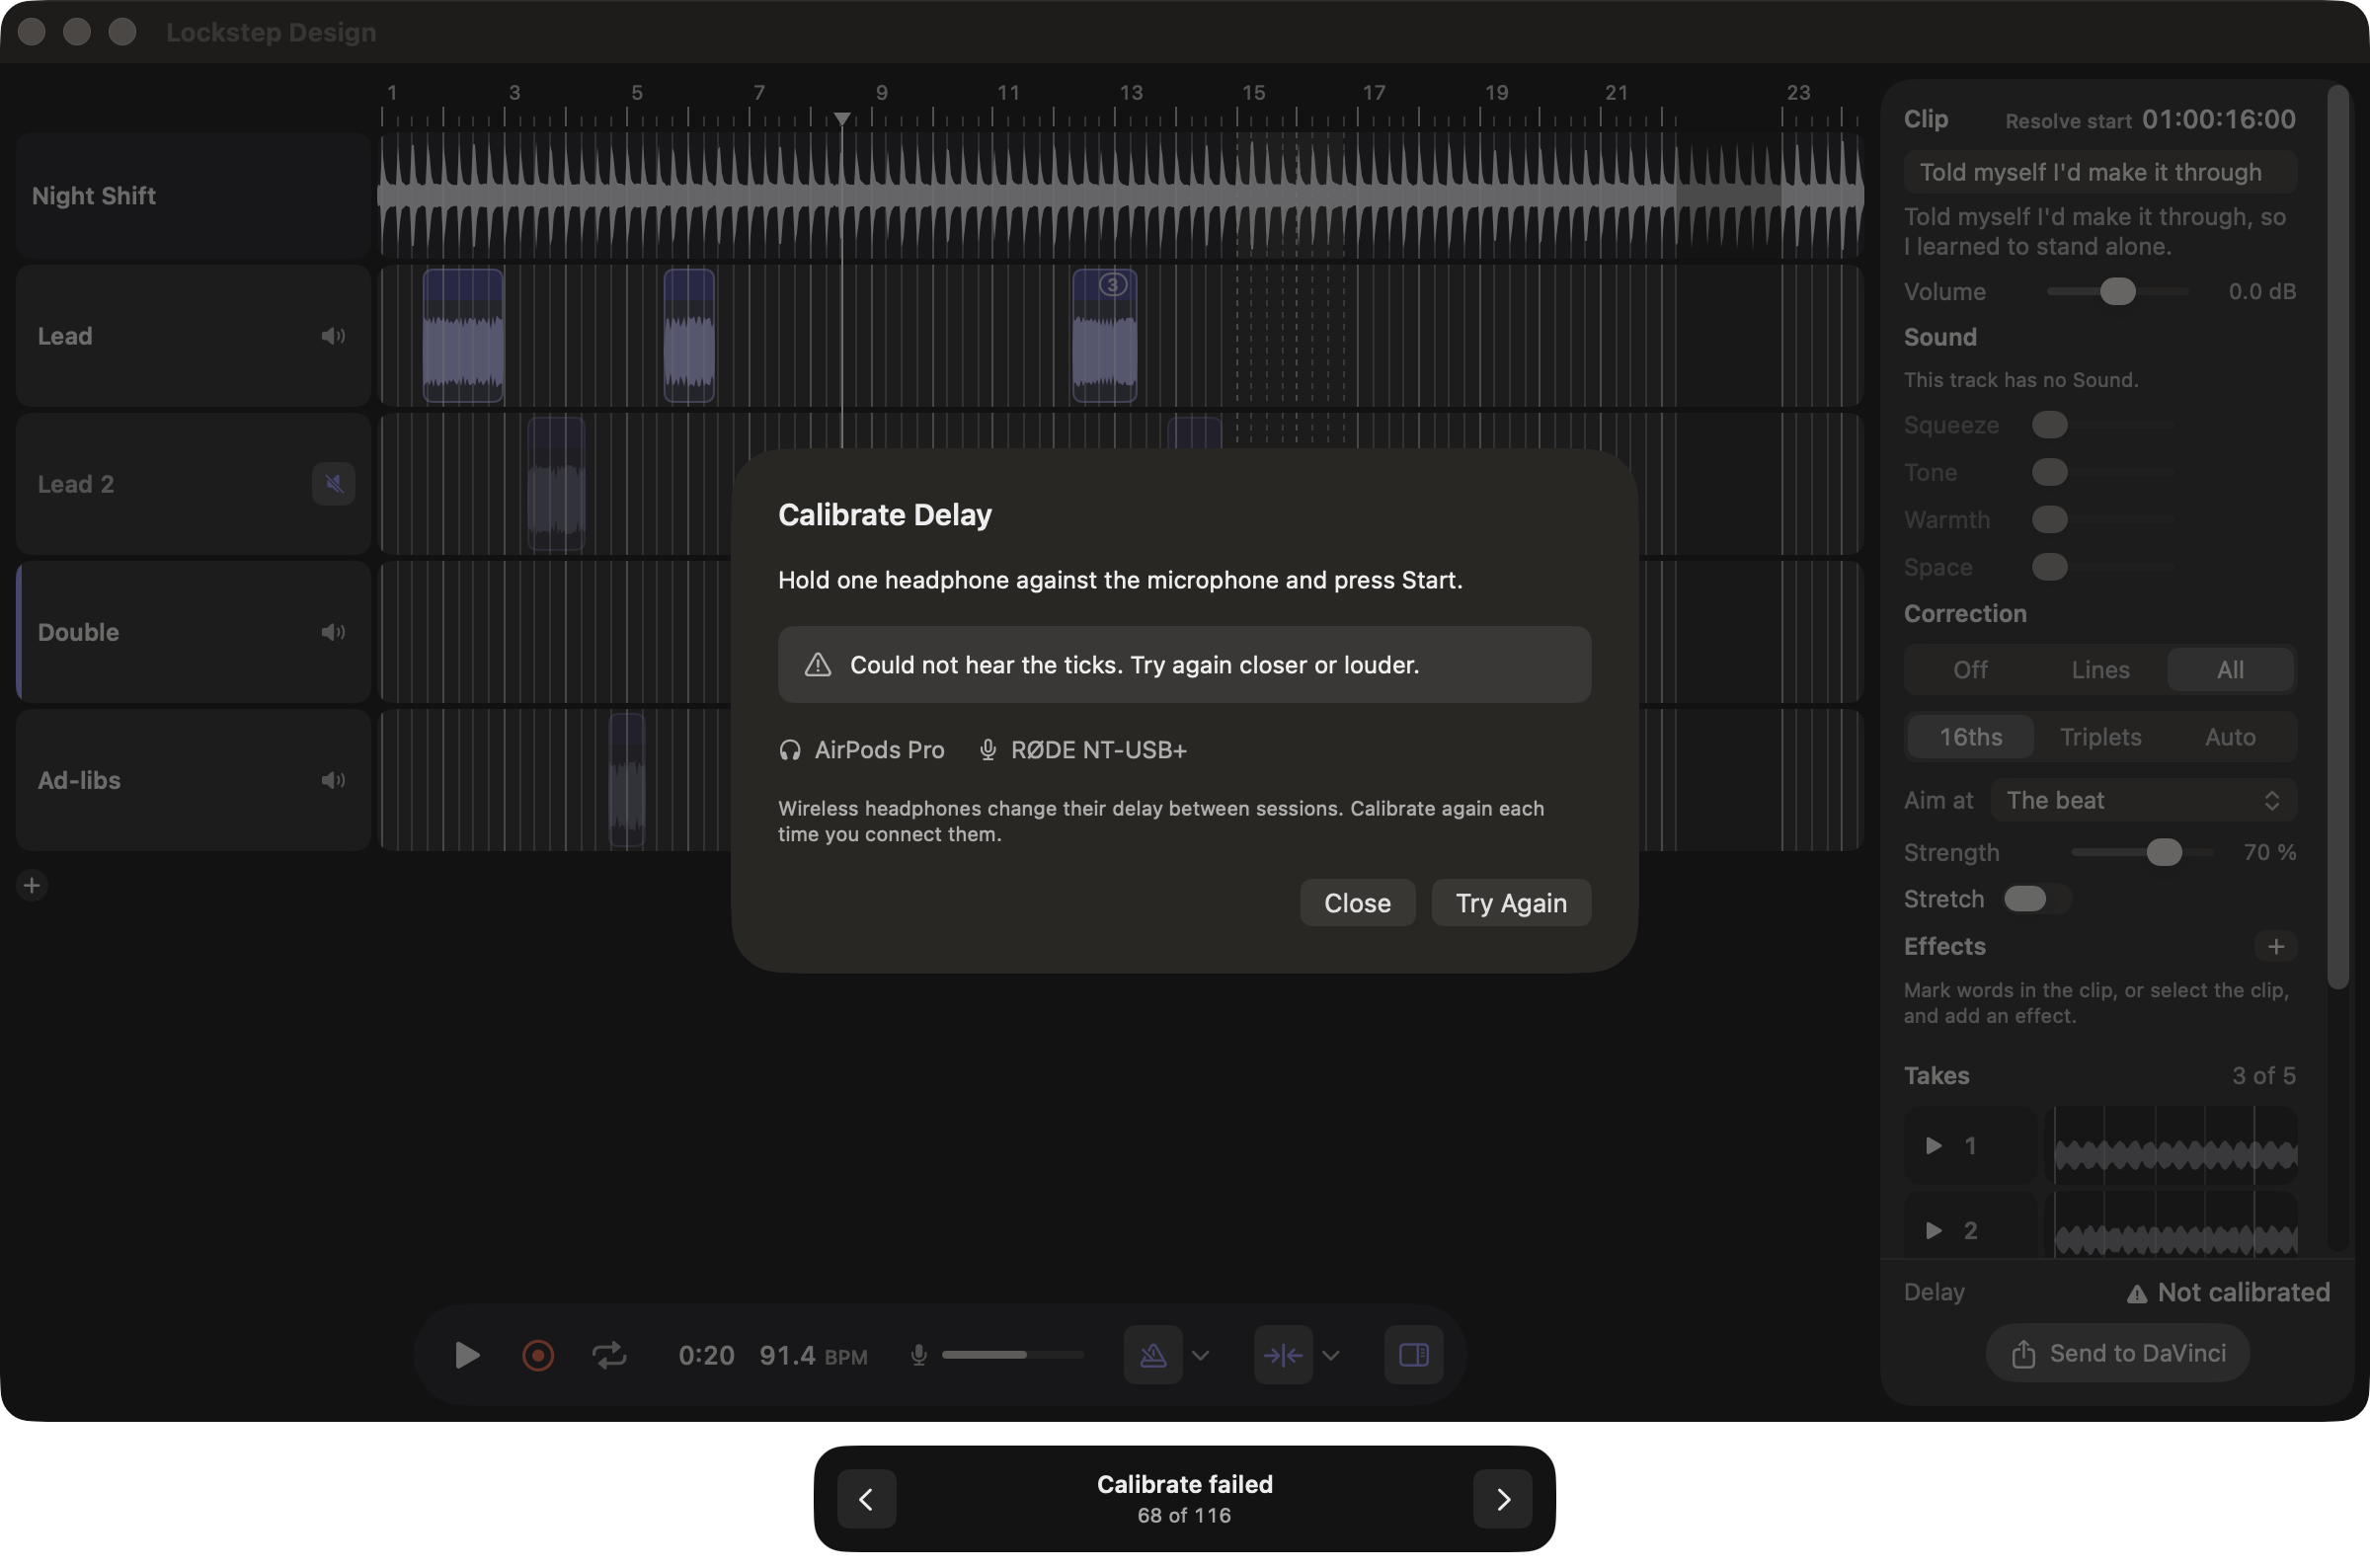 Lockstep Design
1 3 5 7 9 11 13 15 17 19 21 23
Night Shift
Lead
3
Lead 2
Double
Ad-libs
Calibrate Delay
Hold one headphone against the microphone and press Start.
Could not hear the ticks. Try again closer or louder.
AirPods Pro RØDE NT-USB+
Wireless headphones change their delay between sessions. Calibrate again each
time you connect them.
Close Try Again
Clip Resolve start 01:00:16:00
Told myself I'd make it through
Told myself I'd make it through, so
I learned to stand alone.
Volume 0.0 dB
Sound
This track has no Sound.
Squeeze
Tone
Warmth
Space
Correction
Off Lines All
16ths Triplets Auto
Aim at The beat
Strength 70 %
Stretch
Effects
Mark words in the clip, or select the clip,
and add an effect.
Takes 3 of 5
1
2
Delay Not calibrated
Send to DaVinci
0:20 91.4 BPM
Calibrate failed
68 of 116